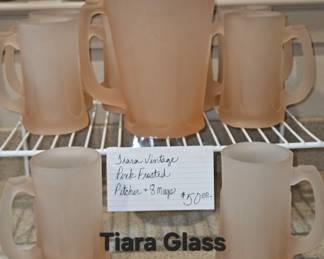 Tiara Vintage
Pink Frosted
Pitcher + 8 Mugs
$50.00
Tiara Glass